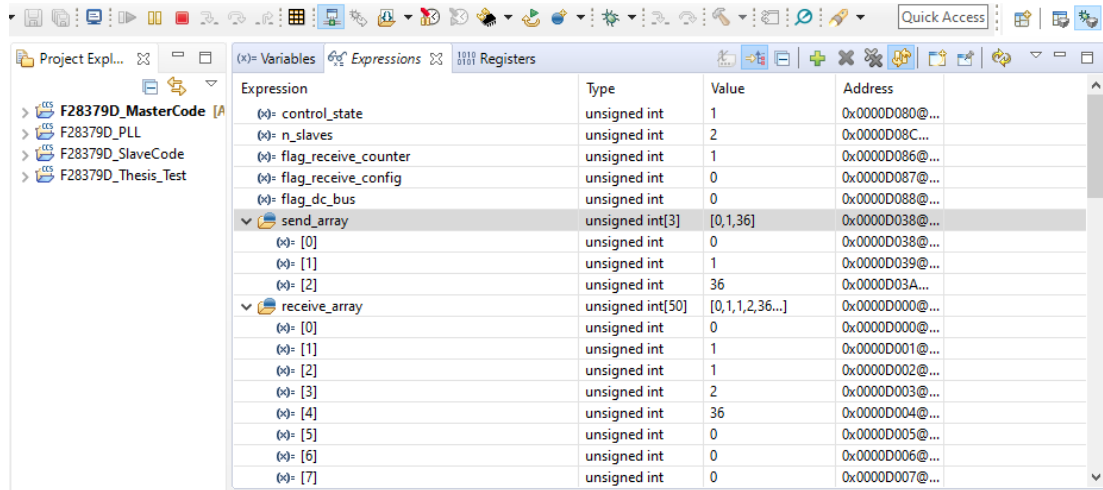 Quick Access
Project Expl...
(x)= Variables Expressions 1010 0101 Registers
Expression Type Value Address
F28379D_MasterCode [A
F28379D_PLL
F28379D_SlaveCode
F28379D_Thesis_Test
(x)= control_state unsigned int 1 0x0000D080@...
(x)= n_slaves unsigned int 2 0x0000D08C...
(x)= flag_receive_counter unsigned int 1 0x0000D086@...
(x)= flag_receive_config unsigned int 0 0x0000D087@...
(x)= flag_dc_bus unsigned int 0 0x0000D088@...
send_array unsigned int[3] [0,1,36] 0x0000D038@...
(x)= [0] unsigned int 0 0x0000D038@...
(x)= [1] unsigned int 1 0x0000D039@...
(x)= [2] unsigned int 36 0x0000D03A...
receive_array unsigned int[50] [0,1,1,2,36...] 0x0000D000@...
(x)= [0] unsigned int 0 0x0000D000@...
(x)= [1] unsigned int 1 0x0000D001@...
(x)= [2] unsigned int 1 0x0000D002@...
(x)= [3] unsigned int 2 0x0000D003@...
(x)= [4] unsigned int 36 0x0000D004@...
(x)= [5] unsigned int 0 0x0000D005@...
(x)= [6] unsigned int 0 0x0000D006@...
(x)= [7] unsigned int 0 0x0000D007@...